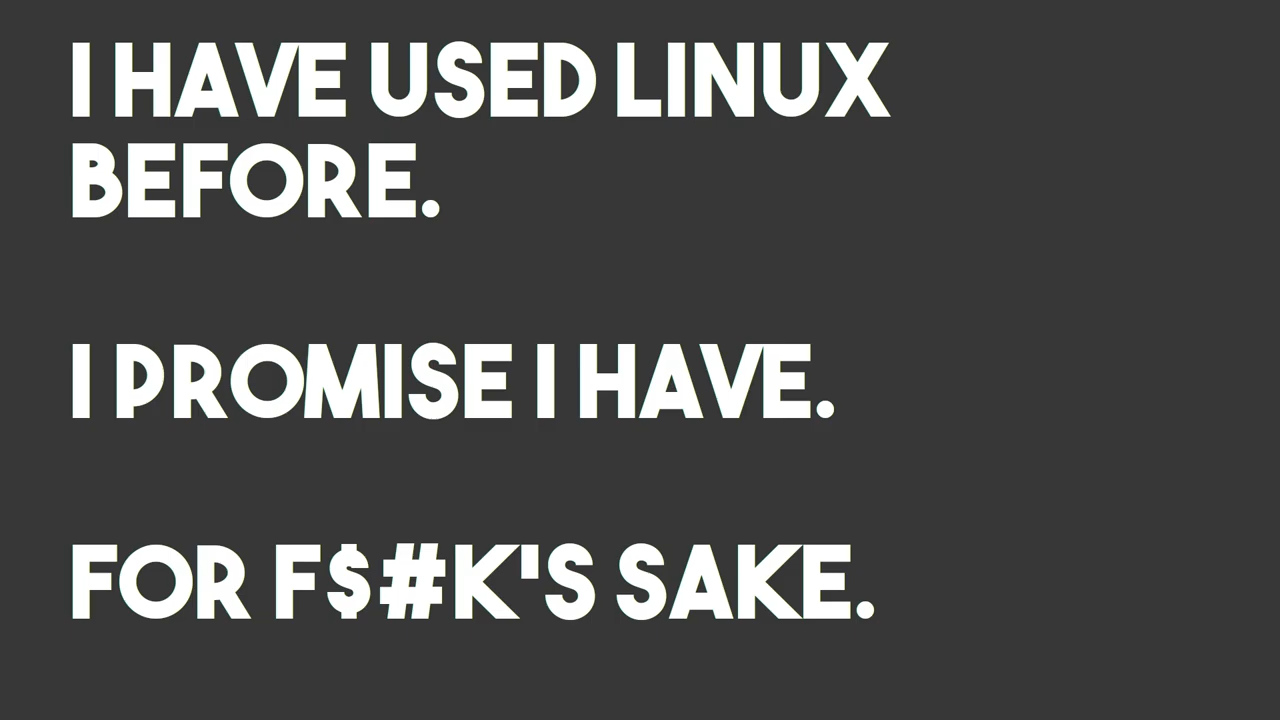 I HAVE USED LINUX
BEFORE.
I PROMISE I HAVE.
FOR F$#K'S SAKE.